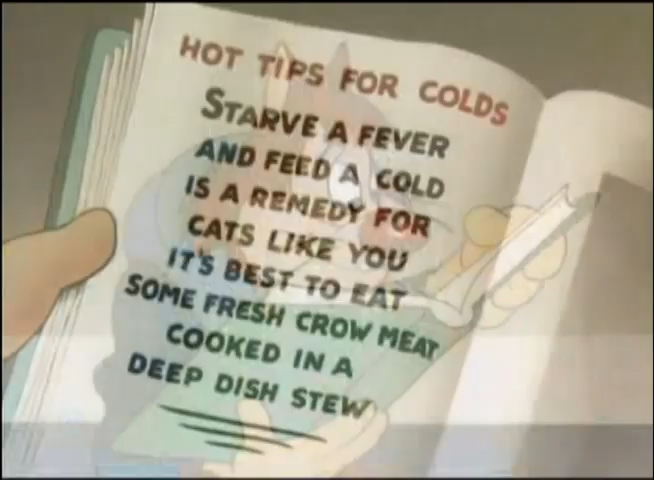 HOT TIPS FOR COLDS
STARVE A FEVER
AND FEED A COLD
IS A REMEDY FOR
CATS LIKE YOU
IT'S BEST TO EAT
SOME FRESH CROW MEAT
COOKED IN A
DEEP DISH STEW